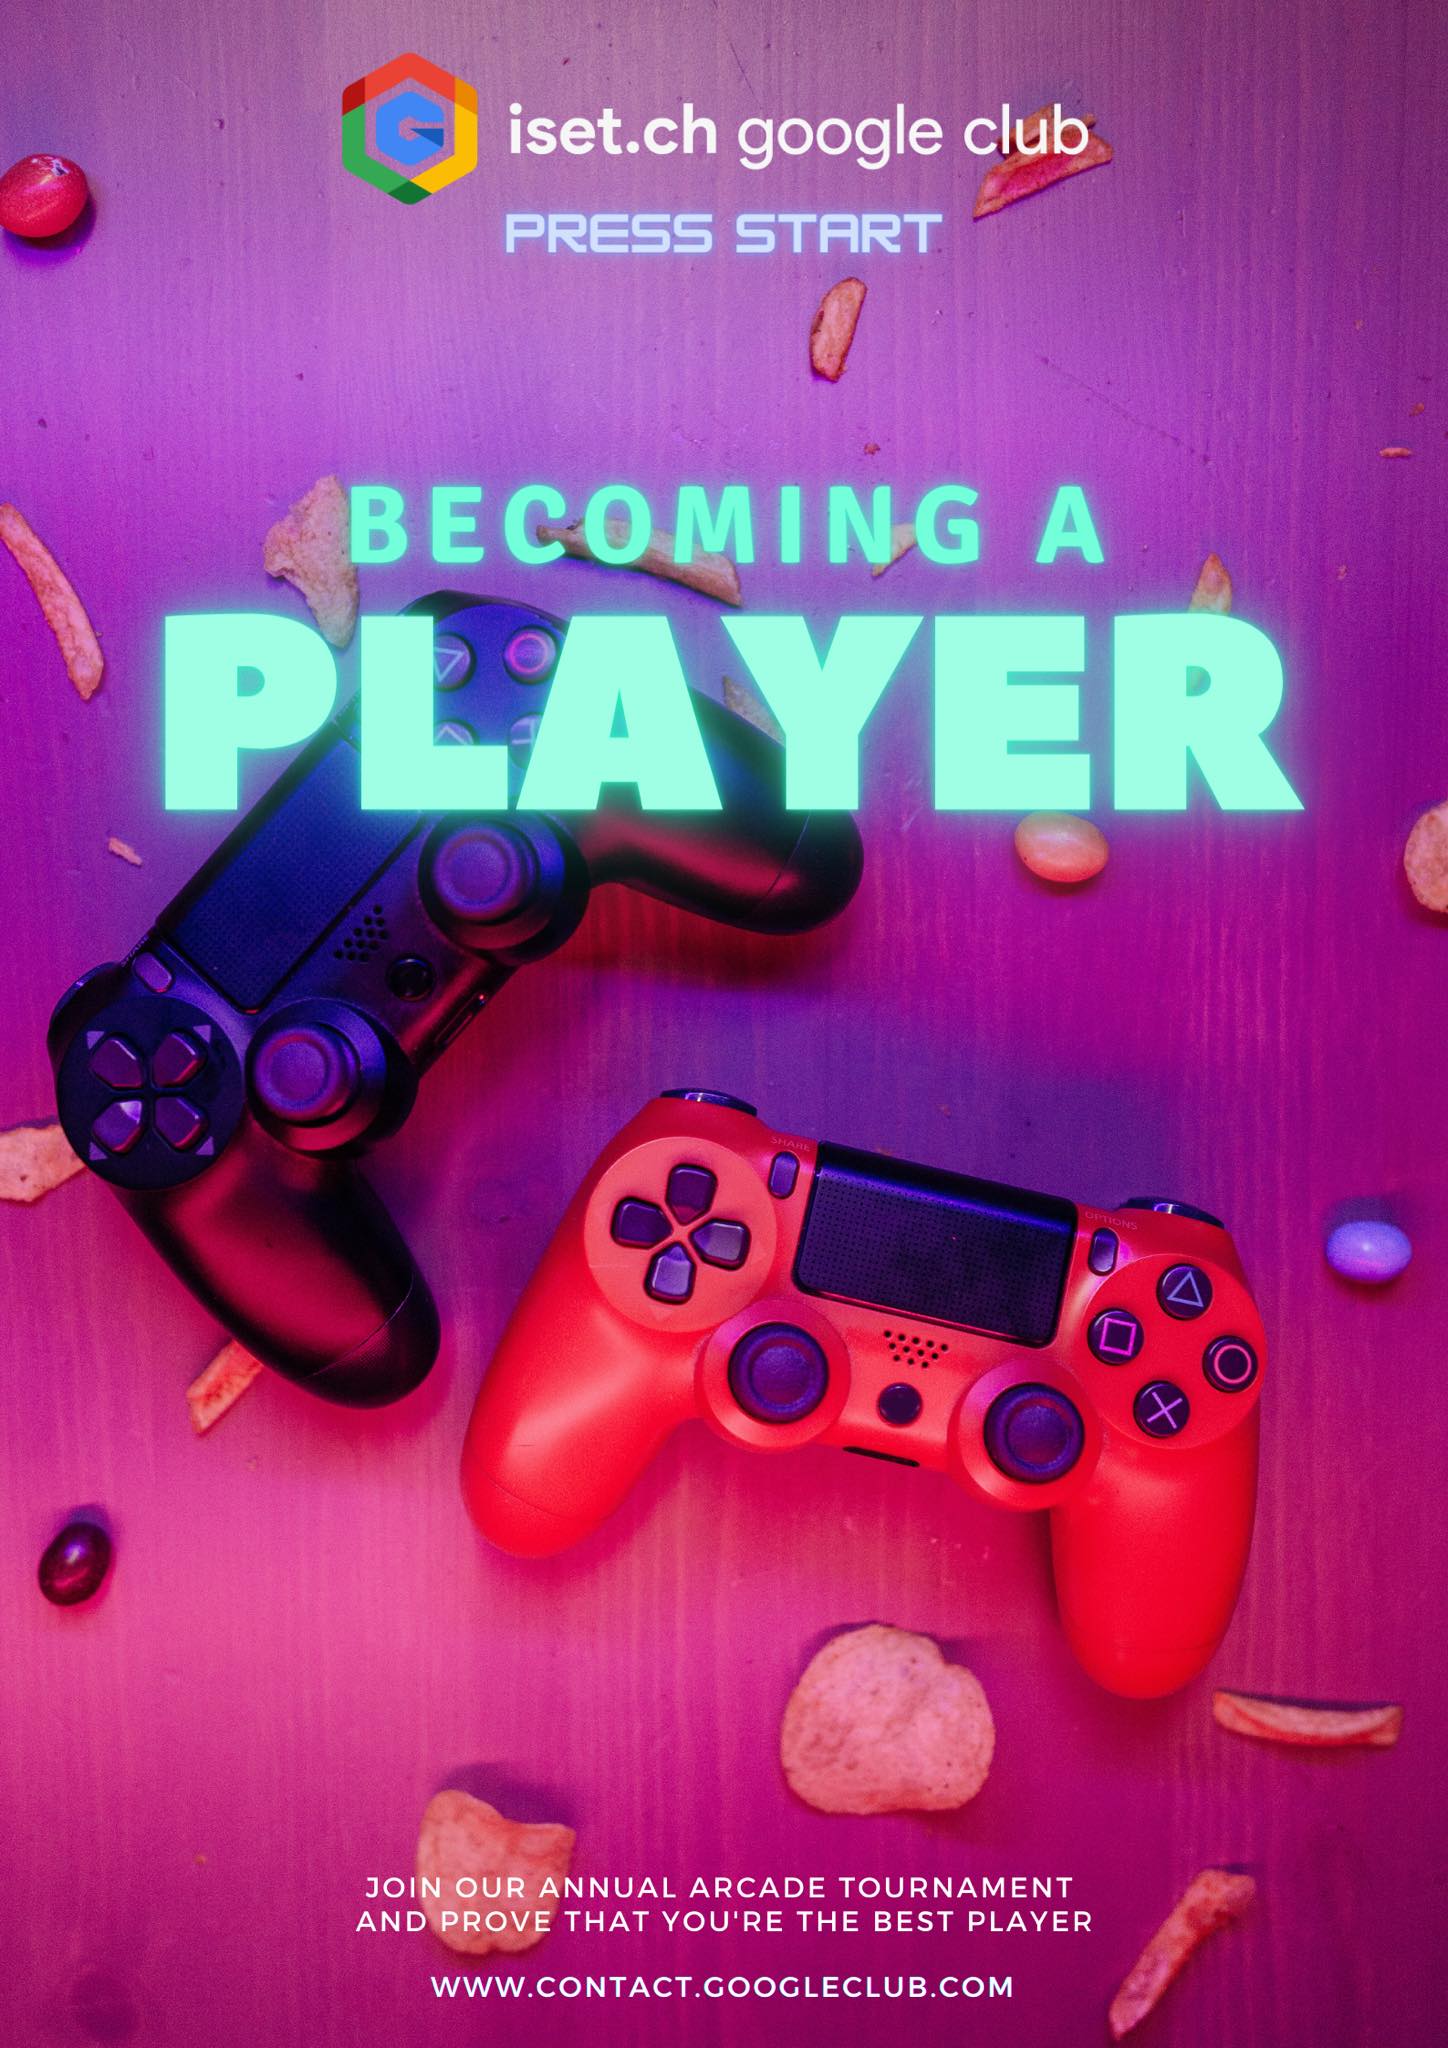 iset.ch google club
PRESS START
BECOMING A
PLAYER
SHARE
OPTIONS
JOIN OUR ANNUAL ARCADE TOURNAMENT
AND PROVE THAT YOU'RE THE BEST PLAYER
WWW.CONTACT.GOOGLECLUB.COM